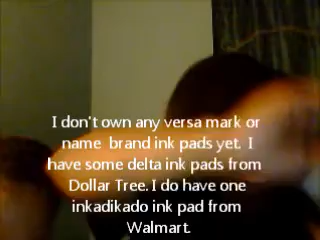 I don't own any versa mark or
name brand ink pads yet. I
have some delta ink pads from
Dollar Tree. I do have one
inkadikado ink pad from
Walmart.